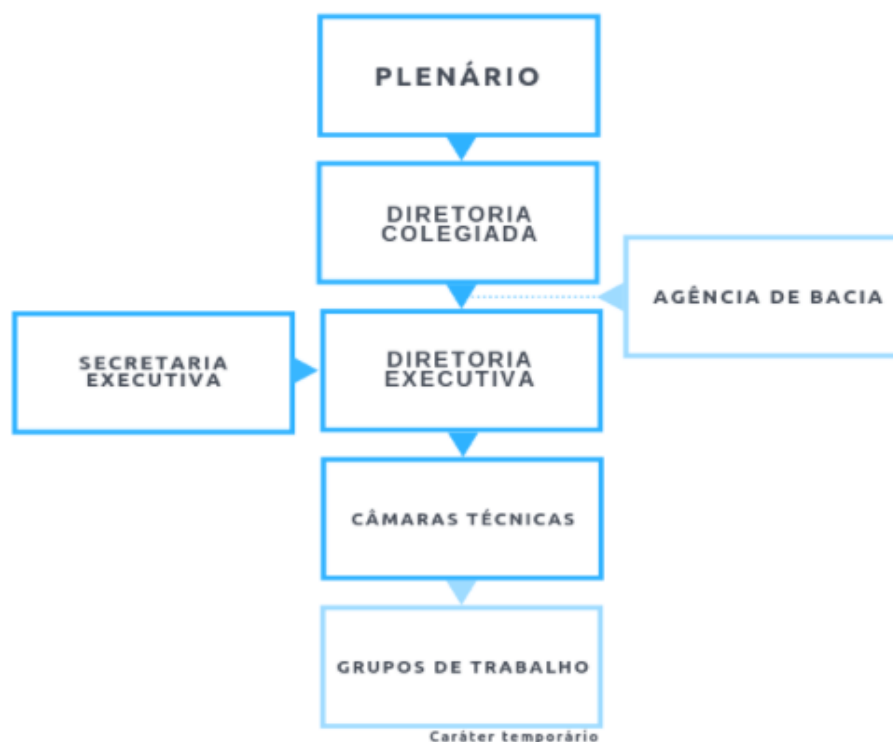 PLENÁRIO
DIRETORIA
COLEGIADA
AGÊNCIA DE BACIA
SECRETARIA
EXECUTIVA
DIRETORIA
EXECUTIVA
CÂMARAS TÉCNICAS
GRUPOS DE TRABALHO
Caráter temporário